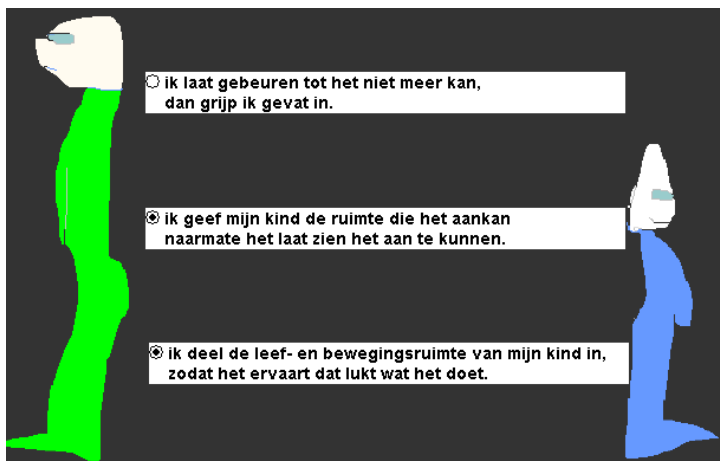 ik laat gebeuren tot het niet meer kan,
dan grijp ik gevat in.
ik geef mijn kind de ruimte die het aankan
naarmate het laat zien het aan te kunnen.
ik deel de leef- en bewegingsruimte van mijn kind in,
zodat het ervaart dat lukt wat het doet.